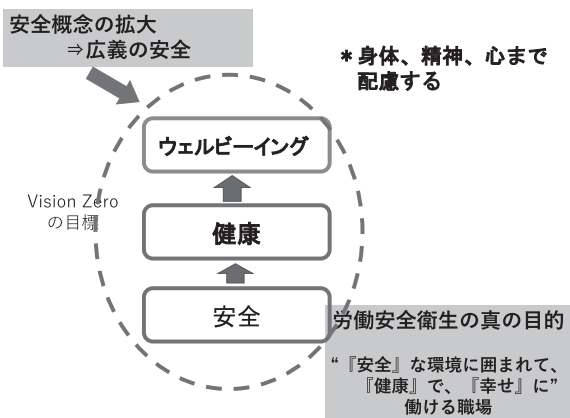 安全概念の拡大
⇒広義の安全
＊身体、精神、心まで
配慮する
ウェルビーイング
Vision Zero
の目標
健康
安全
労働安全衛生の真の目的
“『安全』な環境に囲まれて、
『健康』で、『幸せ』に”
働ける職場